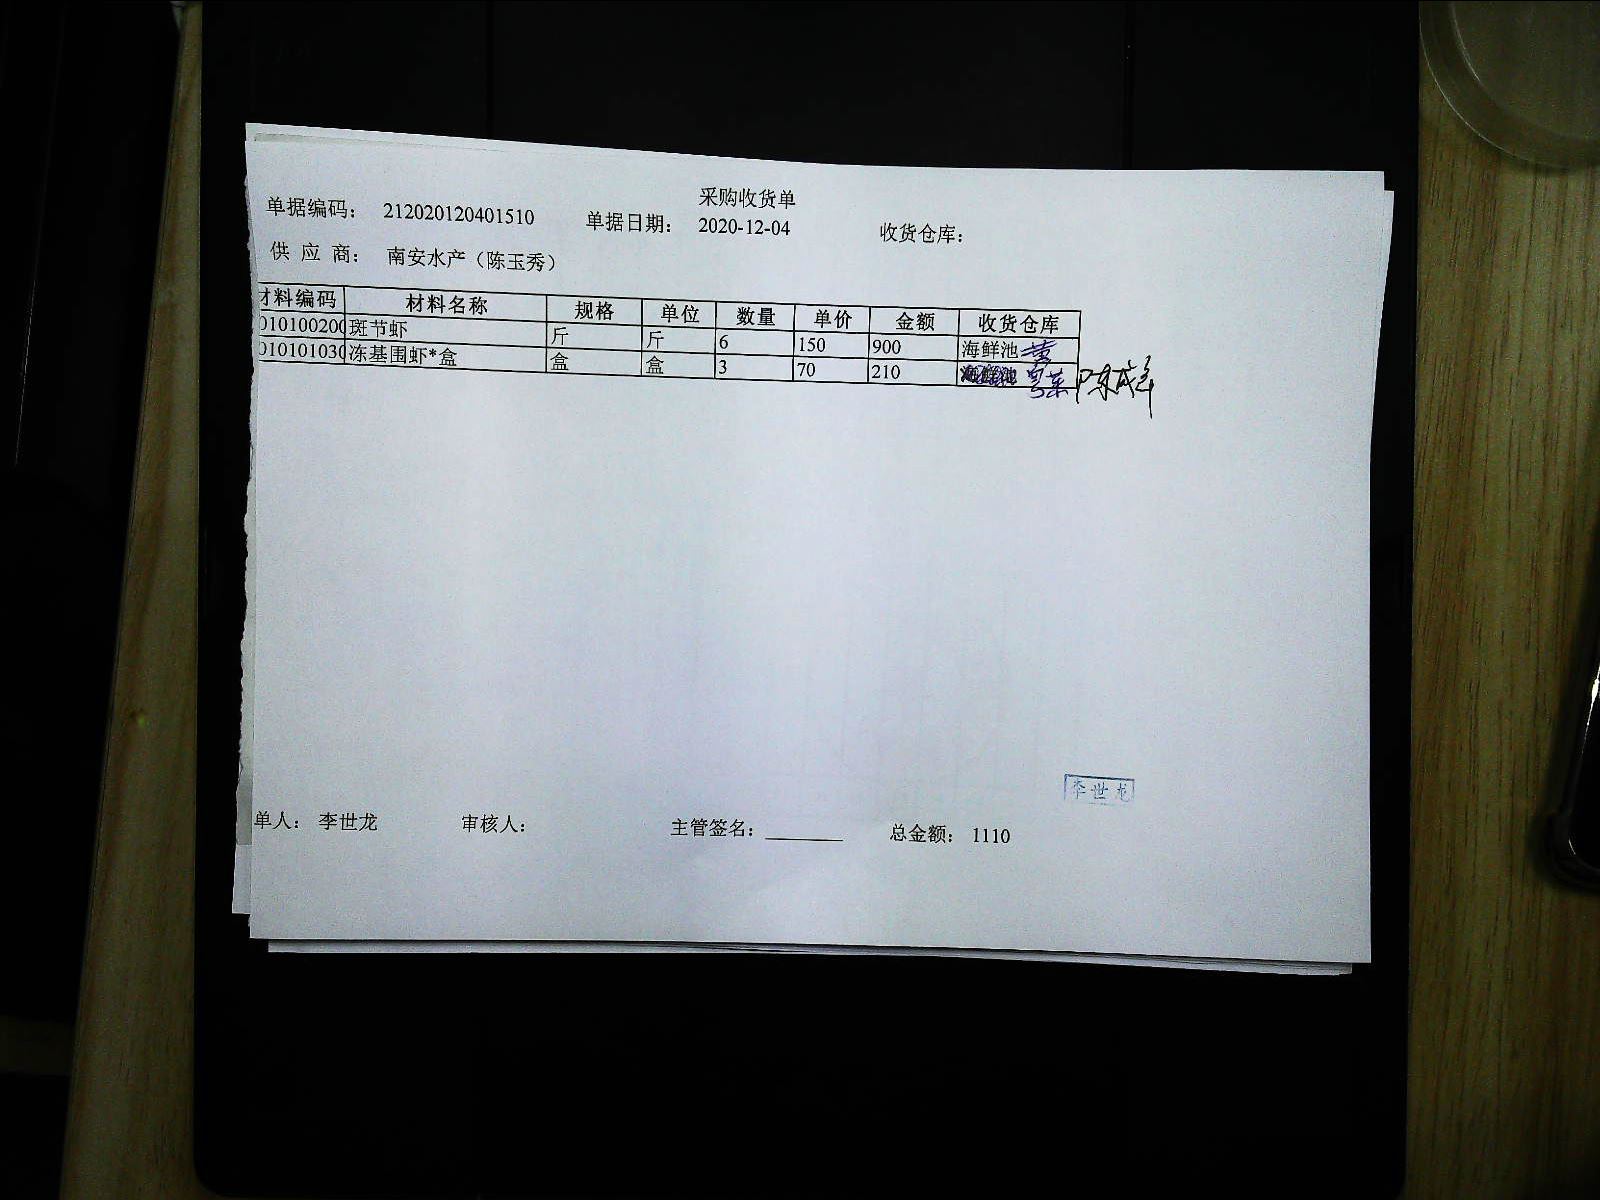 采购收货单
单据编码： 212020120401510 单据日期： 2020-12-04 收货仓库：
供 应 商： 南安水产（陈玉秀）
材料编码 材料名称 规格 单位 数量 单价 金额 收货仓库
010100200 斑节虾 斤 斤 6 150 900 海鲜池
010101030 冻基围虾*盒 盒 盒 3 70 210
李世龙
单人： 李世龙 审核人： 主管签名： 总金额： 1110